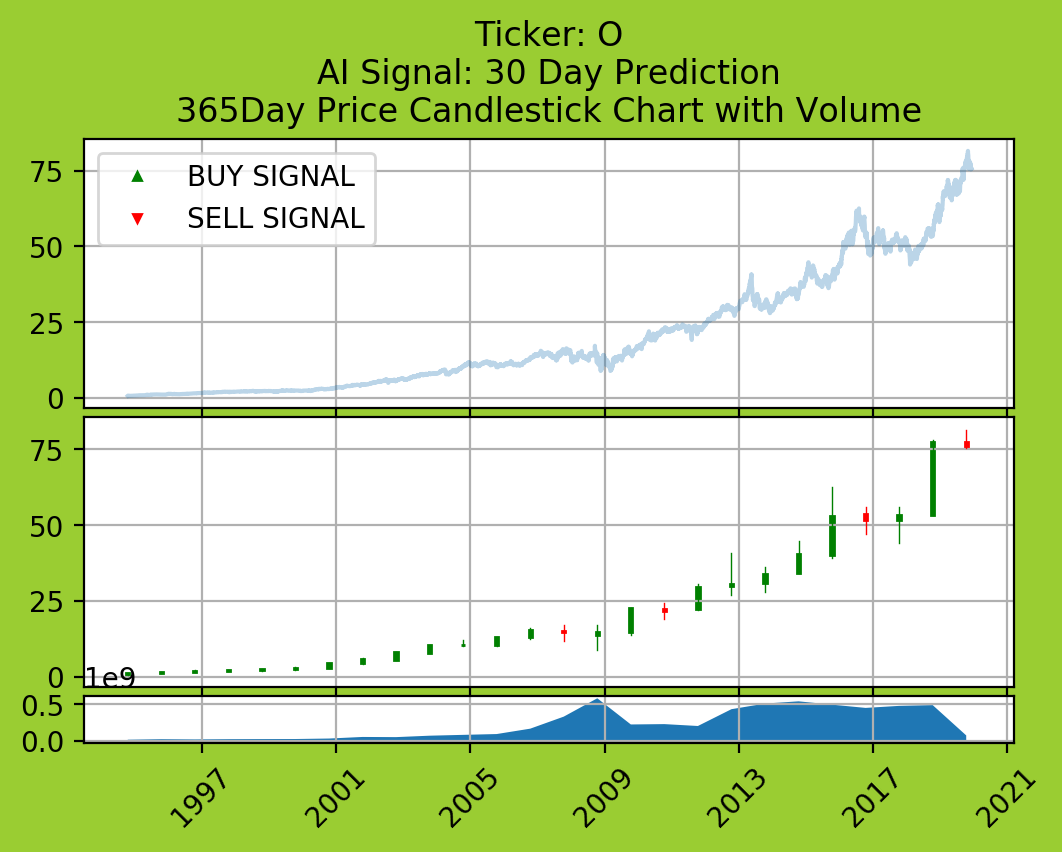 Ticker: O
AI Signal: 30 Day Prediction
365Day Price Candlestick Chart with Volume
BUY SIGNAL
SELL SIGNAL
75
50
25
0
75
50
25
0
1e9
0.5
0.0
1997
2001
2005
2009
2013
2017
2021